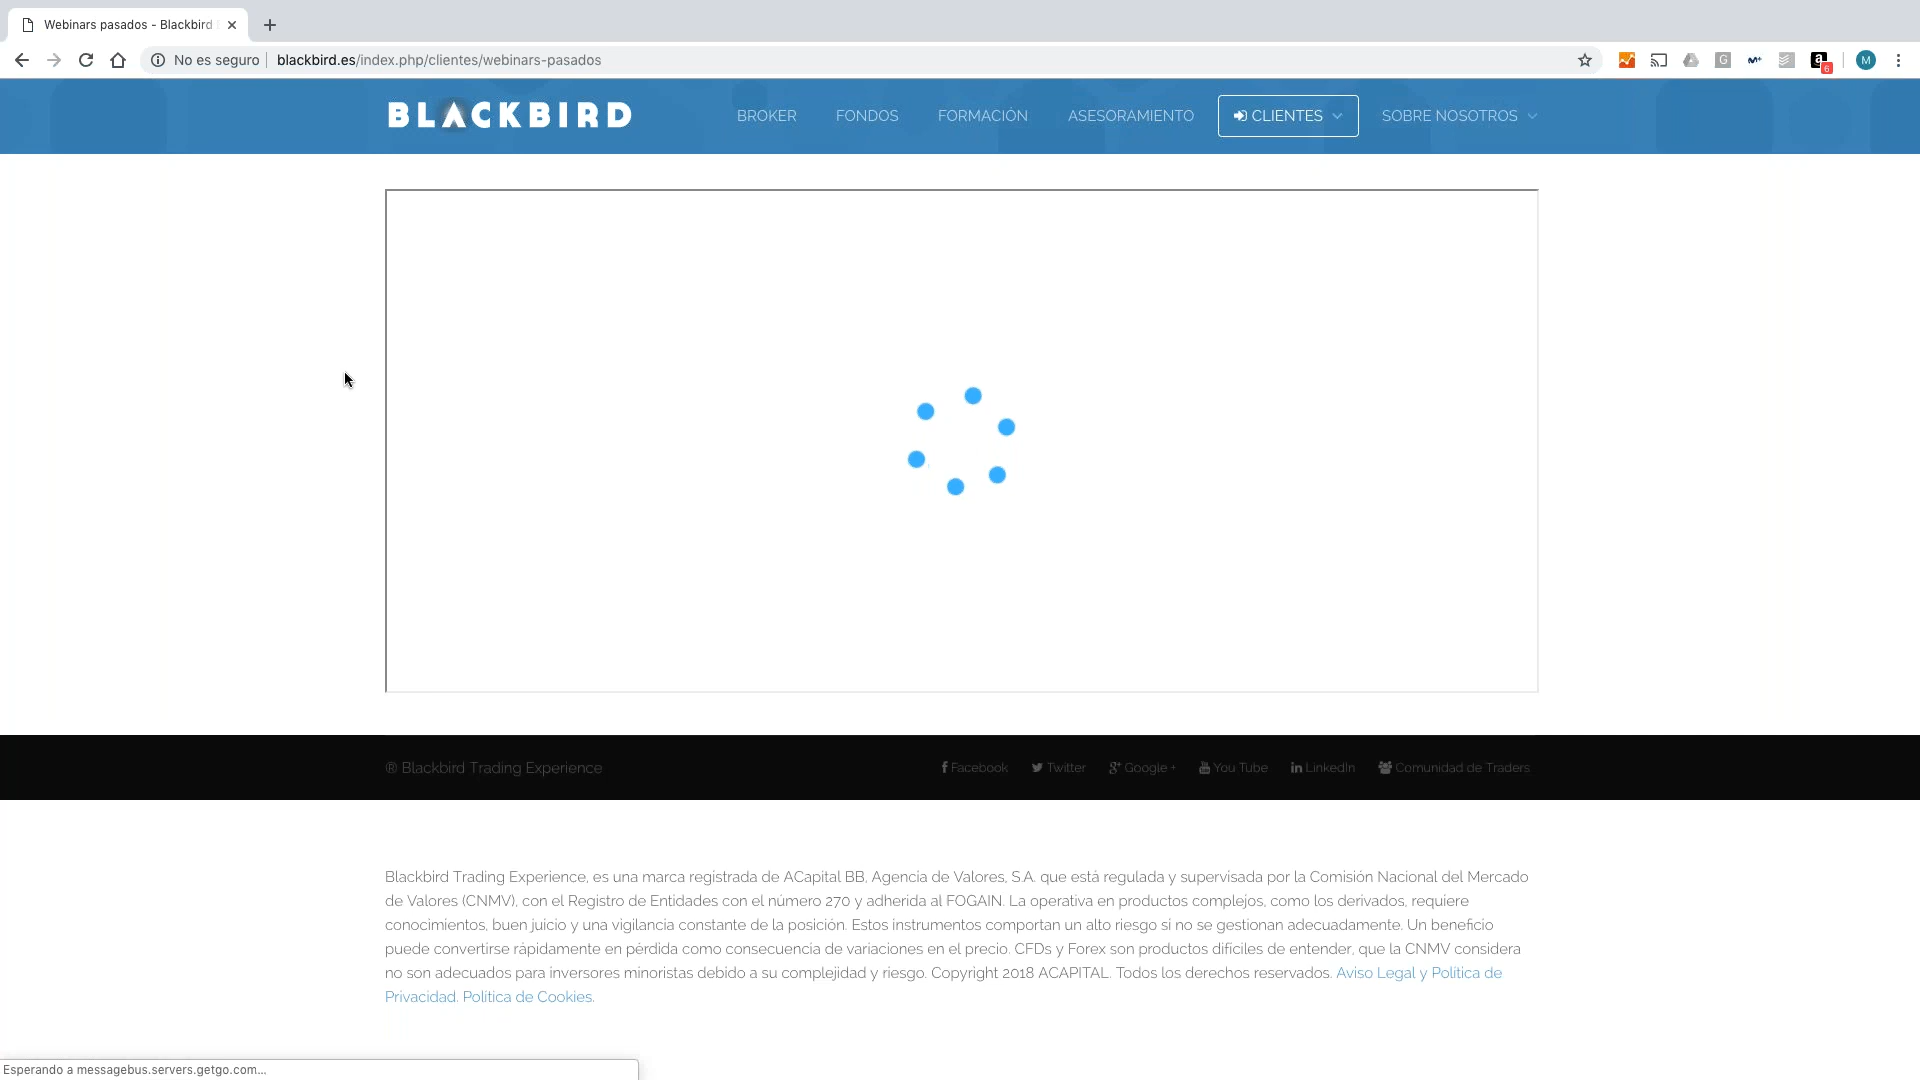 Webinars pasados - Blackbird
No es seguro blackbird.es/index.php/clientes/webinars-pasados
G
a
6
M
BLACKBIRD
BROKER FONDOS FORMACIÓN ASESORAMIENTO CLIENTES SOBRE NOSOTROS
® Blackbird Trading Experience Facebook Twitter Google + You Tube LinkedIn Comunidad de Traders
Blackbird Trading Experience, es una marca registrada de ACapital BB, Agencia de Valores, S.A. que está regulada y supervisada por la Comisión Nacional del Mercado
de Valores (CNMV), con el Registro de Entidades con el número 270 y adherida al FOGAIN. La operativa en productos complejos, como los derivados, requiere
conocimientos, buen juicio y una vigilancia constante de la posición. Estos instrumentos comportan un alto riesgo si no se gestionan adecuadamente. Un beneficio
puede convertirse rápidamente en pérdida como consecuencia de variaciones en el precio. CFDs y Forex son productos difíciles de entender, que la CNMV considera
no son adecuados para inversores minoristas debido a su complejidad y riesgo. Copyright 2018 ACAPITAL. Todos los derechos reservados. Aviso Legal y Política de
Privacidad. Política de Cookies.
Esperando a messagebus.servers.getgo.com...